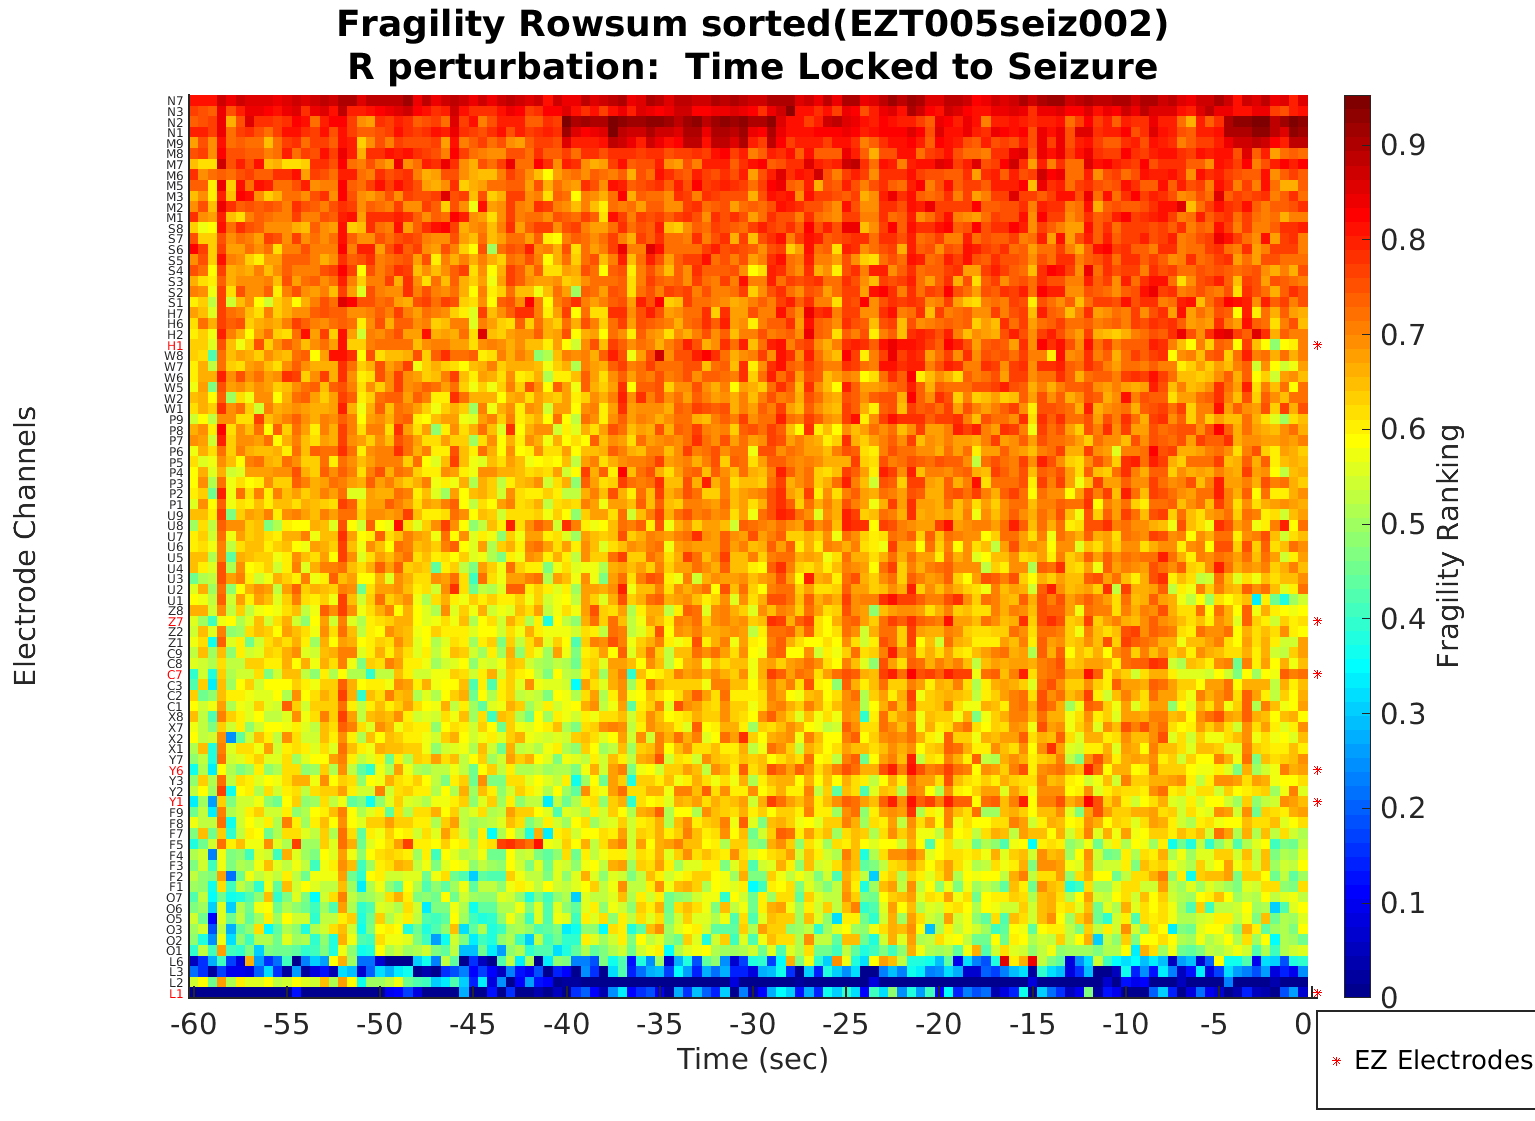 Fragility Rowsum sorted(EZT005seiz002)
R perturbation:  Time Locked to Seizure
Electrode Channels
N7
N3
N2
N1
M9
M8
M7
M6
M5
M3
M2
M1
S8
S7
S6
S5
S4
S3
S2
S1
H7
H6
H2
H1
W8
W7
W6
W5
W2
W1
P9
P8
P7
P6
P5
P4
P3
P2
P1
U9
U8
U7
U6
U5
U4
U3
U2
U1
Z8
Z7
Z2
Z1
C9
C8
C7
C3
C2
C1
X8
X7
X2
X1
Y7
Y6
Y3
Y2
Y1
F9
F8
F7
F5
F4
F3
F2
F1
O7
O6
O5
O3
O2
O1
L6
L3
L2
L1
-60 -55 -50 -45 -40 -35 -30 -25 -20 -15 -10 -5 0
Time (sec)
0.9
0.8
0.7
0.6
0.5
0.4
0.3
0.2
0.1
0
Fragility Ranking
EZ Electrodes